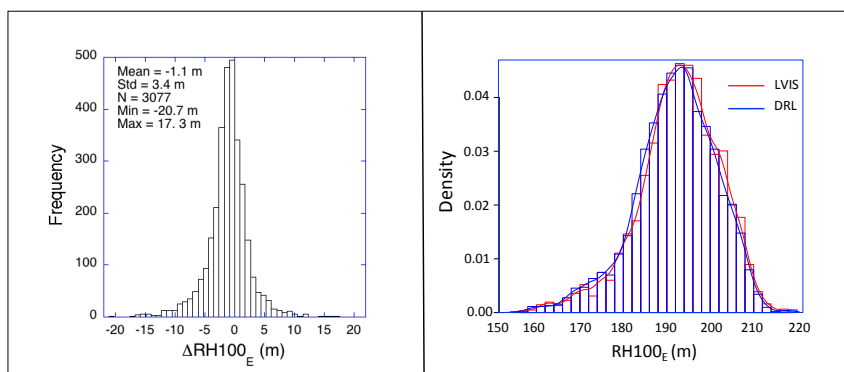 500
400
300
200
100
0
Frequency
Mean = -1.1 m
Std = 3.4 m
N = 3077
Min = -20.7 m
Max = 17. 3 m
-20 -15 -10 -5 0 5 10 15 20
ΔRH100E (m)
0.04
0.03
0.02
0.01
0.00
Density
LVIS
DRL
150 160 170 180 190 200 210 220
RH100E (m)